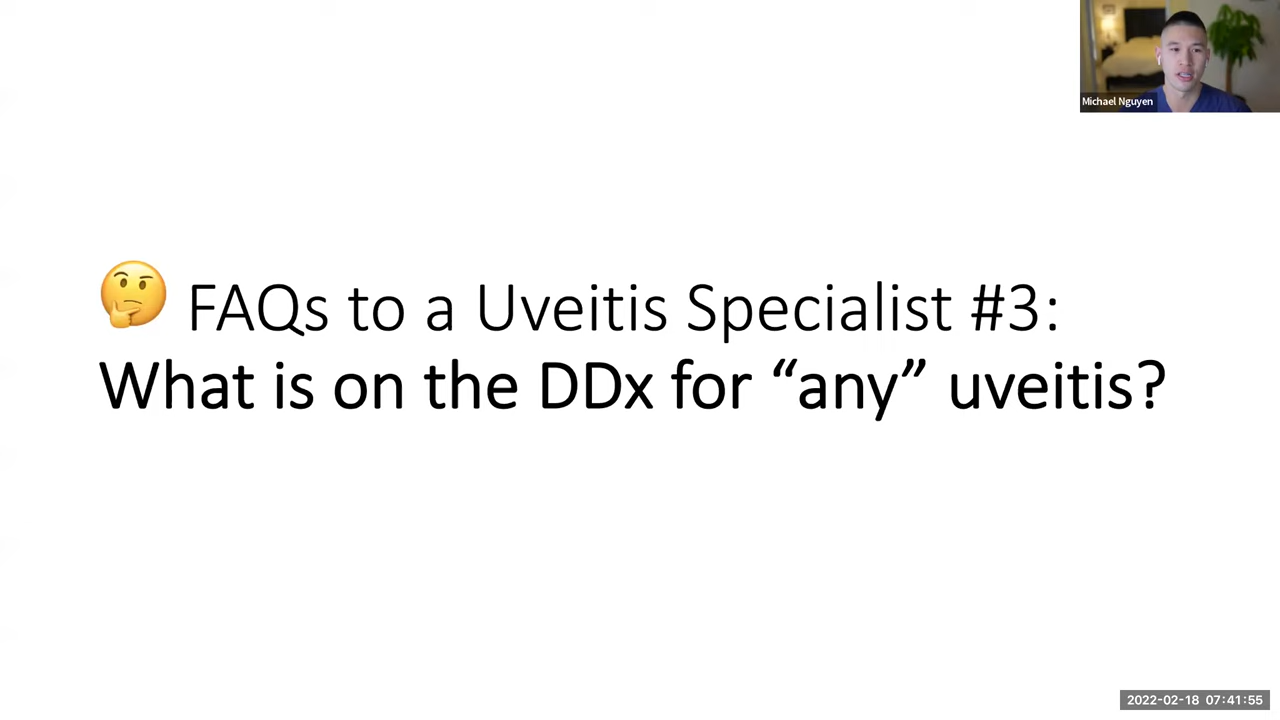 Michael Nguyen
🤔 FAQs to a Uveitis Specialist #3:
What is on the DDx for “any” uveitis?
2022-02-18 07:41:55